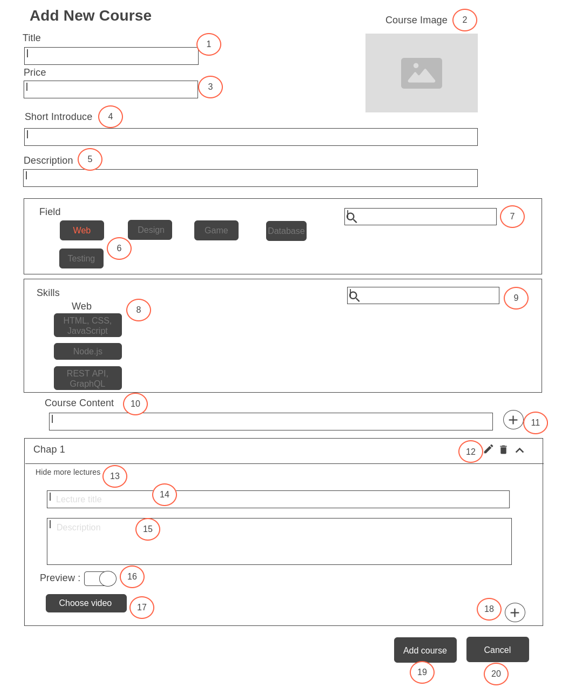 Add New Course
Course Image 2
Title
1
Price
3
Short Introduce 4
Description 5
Field
7
Web Design Game Database
6
Testing
Skills
9
Web
8
HTML, CSS,
JavaScript
Node.js
REST API,
GraphQL
Course Content 10
11
Chap 1
12
Hide more lectures 13
Lecture title 14
Description 15
Preview : 16
Choose video 17
18
Add course Cancel
19 20